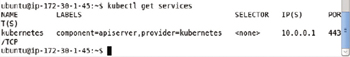 ubuntu@ip-172-30-1-45:~$ kubectl get services
NAME LABELS SELECTOR IP(S) POR
T(S)
kubernetes component=apiserver,provider=kubernetes <none> 10.0.0.1 443
/TCP
ubuntu@ip-172-30-1-45:~$